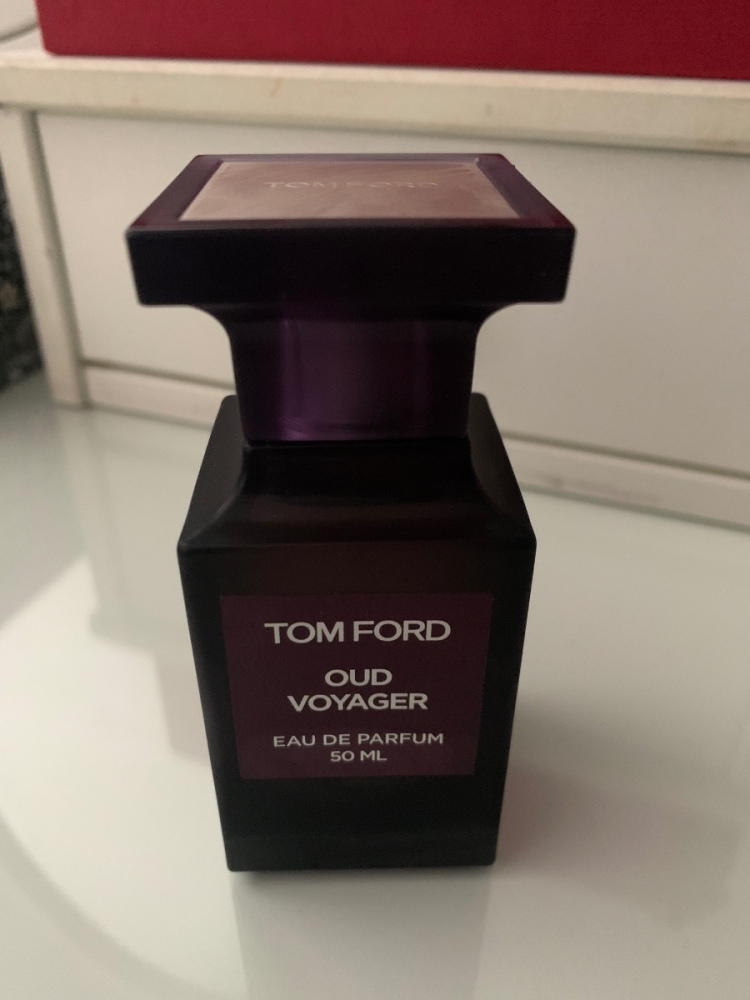 TOM FORD
TOM FORD
OUD
VOYAGER
EAU DE PARFUM
50 ML